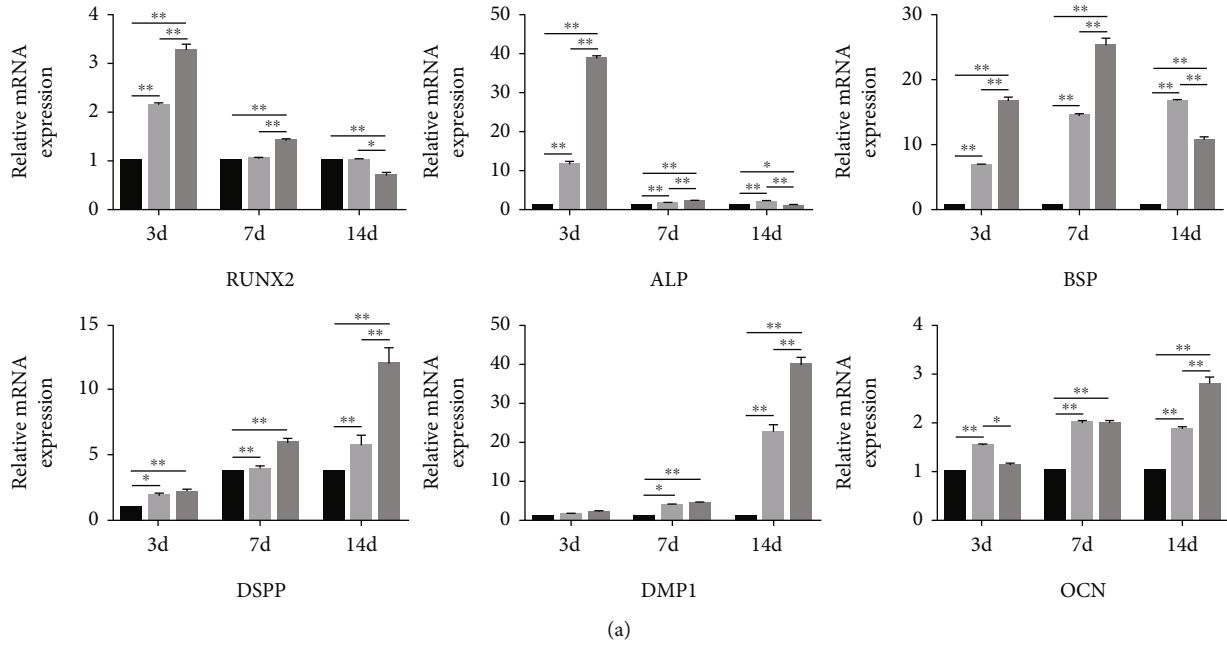 Relative mRNA
expression
4
3
2
1
0
**
**
**
**
**
**
*
3d
7d
14d
RUNX2
Relative mRNA
expression
50
40
30
20
10
0
**
**
**
**
**
**
*
**
**
3d
7d
14d
ALP
Relative mRNA
expression
30
20
10
0
**
**
**
**
**
**
**
**
**
3d
7d
14d
BSP
Relative mRNA
expression
15
10
5
0
**
*
**
**
**
**
**
3d
7d
14d
DSPP
Relative mRNA
expression
50
40
30
20
10
0
**
*
**
**
**
3d
7d
14d
DMP1
Relative mRNA
expression
4
3
2
1
0
**
*
**
**
**
**
**
3d
7d
14d
OCN
(a)